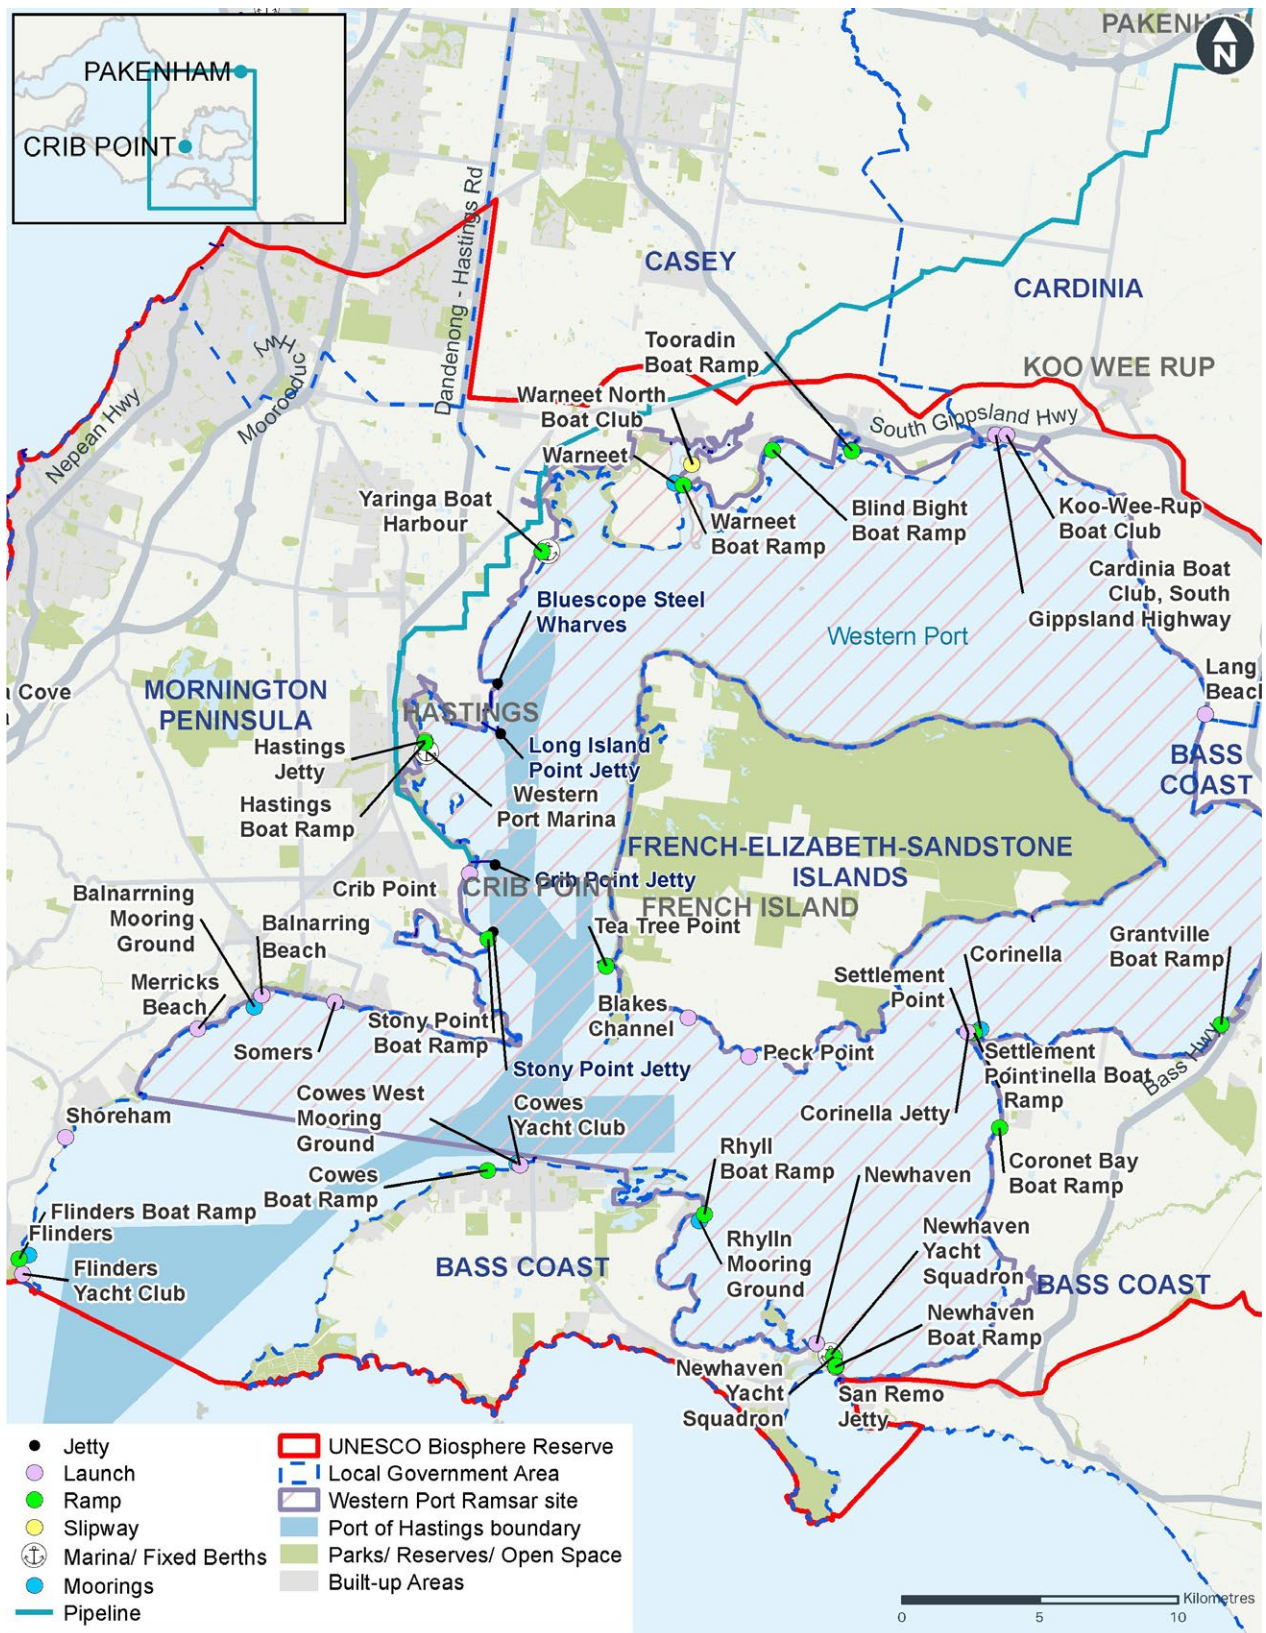 PAKENHAM
N
PAKENHAM
CRIB POINT
Dandenong - Hastings Rd
CASEY
CARDINIA
Tooradin
Boat Ramp
KOO WEE RUP
Hwy
Moorooduc
Nepean Hwy
Warneet North
Boat Club
South Gippsland Hwy
Warneet
Yaringa Boat
Harbour
Warneet
Boat Ramp
Blind Bight
Boat Ramp
Koo-Wee-Rup
Boat Club
Cardinia Boat
Club, South
Gippsland Highway
Bluescope Steel
Wharves
Western Port
Lang
Beach
a Cove
MORNINGTON
PENINSULA
HASTINGS
Hastings
Jetty
Long Island
Point Jetty
BASS
COAST
Hastings
Boat Ramp
Western
Port Marina
FRENCH-ELIZABETH-SANDSTONE
ISLANDS
Crib Point
CRIB POINT
Crib Point Jetty
FRENCH ISLAND
Balnarrning
Mooring
Ground
Balnarring
Beach
Tea Tree Point
Grantville
Boat Ramp
Corinella
Merricks
Beach
Settlement
Point
Blakes
Channel
Stony Point
Boat Ramp
Somers
Peck Point
Settlement
Pointinella Boat
Ramp
Bass Hwy
Stony Point Jetty
Cowes West
Mooring
Ground
Cowes
Yacht Club
Corinella Jetty
Shoreham
Rhyll
Boat Ramp
Newhaven
Coronet Bay
Boat Ramp
Cowes
Boat Ramp
Flinders Boat Ramp
Flinders
Newhaven
Yacht
Squadron
Rhylln
Mooring
Ground
Flinders
Yacht Club
BASS COAST
BASS COAST
Newhaven
Boat Ramp
Newhaven
Yacht
Squadron
San Remo
Jetty
Jetty
Launch
Ramp
Slipway
Marina/ Fixed Berths
Moorings
Pipeline
UNESCO Biosphere Reserve
Local Government Area
Western Port Ramsar site
Port of Hastings boundary
Parks/ Reserves/ Open Space
Built-up Areas
Kilometres
0 5 10